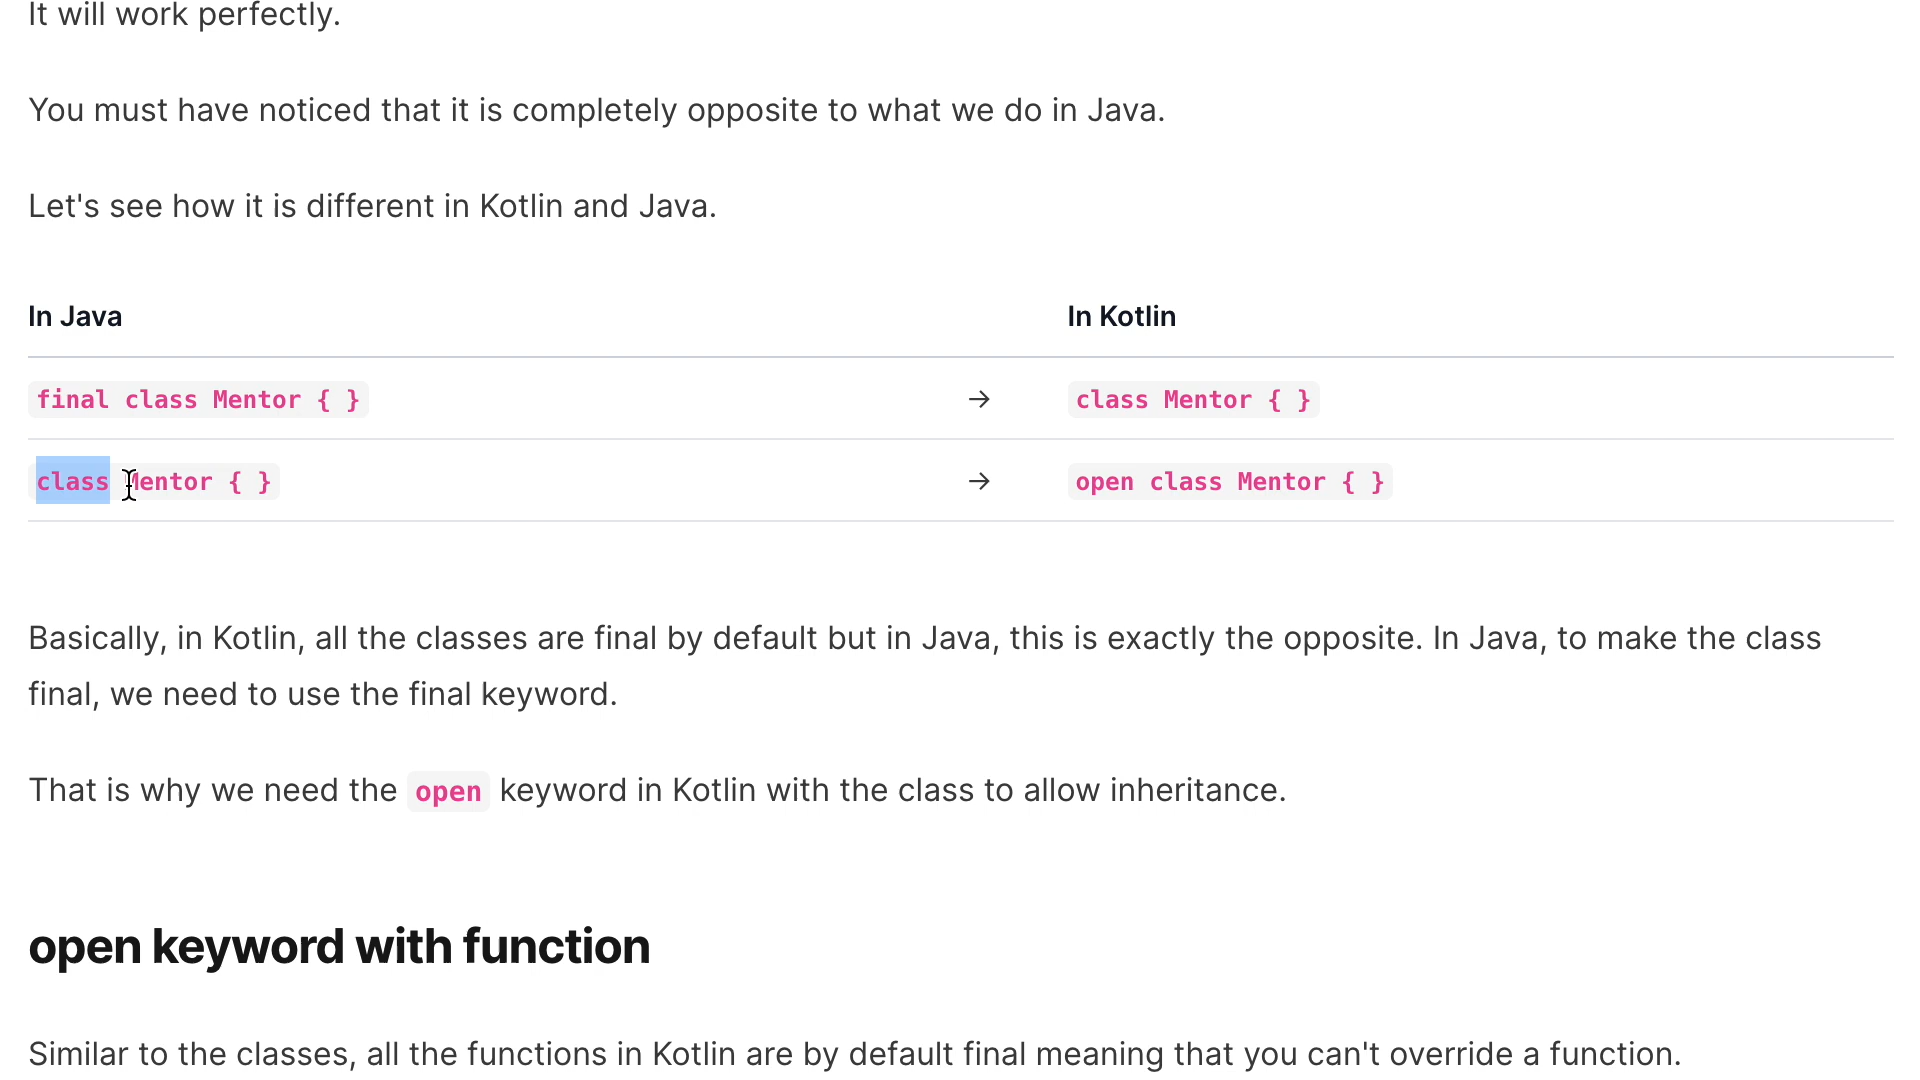 It will work perfectly.
You must have noticed that it is completely opposite to what we do in Java.
Let's see how it is different in Kotlin and Java.
In Java In Kotlin
final class Mentor { } → class Mentor { }
class Mentor { } → open class Mentor { }
Basically, in Kotlin, all the classes are final by default but in Java, this is exactly the opposite. In Java, to make the class
final, we need to use the final keyword.
That is why we need the open keyword in Kotlin with the class to allow inheritance.
open keyword with function
Similar to the classes, all the functions in Kotlin are by default final meaning that you can't override a function.